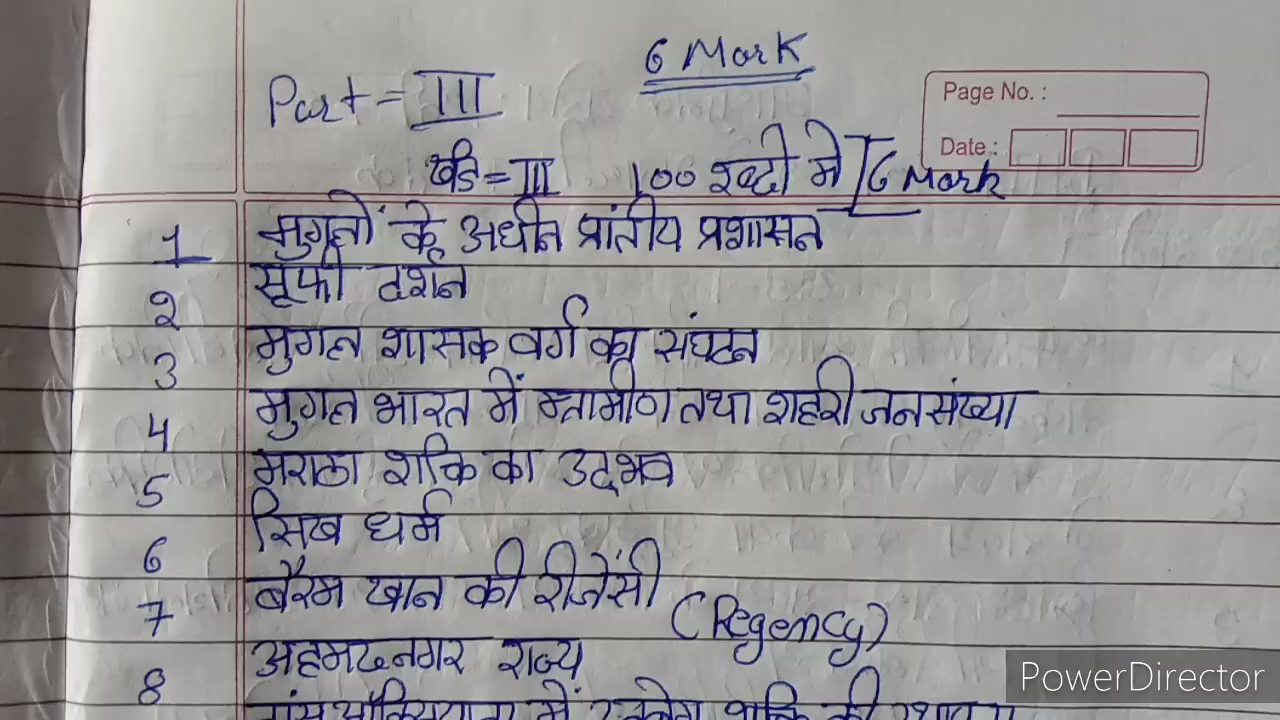 6 Mark
Part = III
Page No. :
Date :
खंड = III 100 शब्दो मे 6 Mark
1 मुगलों के अधीन प्रांतीय प्रशासन
2 सूफी दर्शन
3 मुगल शासक वर्ग का संघटन
4 मुगल भारत में ग्रामीण तथा शहरी जनसंख्या
5 मराठा शक्ति का उद्भव
6 सिख धर्म
7 बैरम खान की रीजेंसी (Regency)
8 अहमदनगर राज्य
में उजबेग शक्ति की
PowerDirector